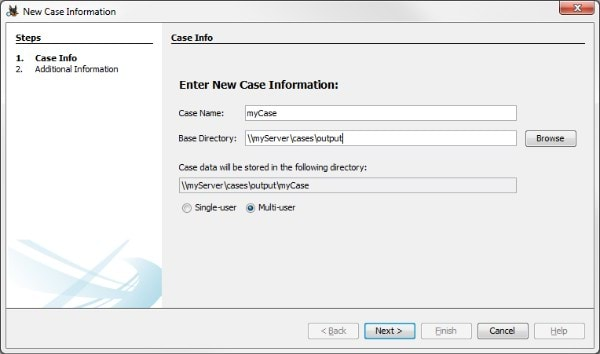 New Case Information
Steps
1. Case Info
2. Additional Information
Case Info
Enter New Case Information:
Case Name: myCase
Base Directory: \\myServer\cases\output Browse
Case data will be stored in the following directory:
\\myServer\cases\output\myCase
Single-user Multi-user
< Back Next > Finish Cancel Help